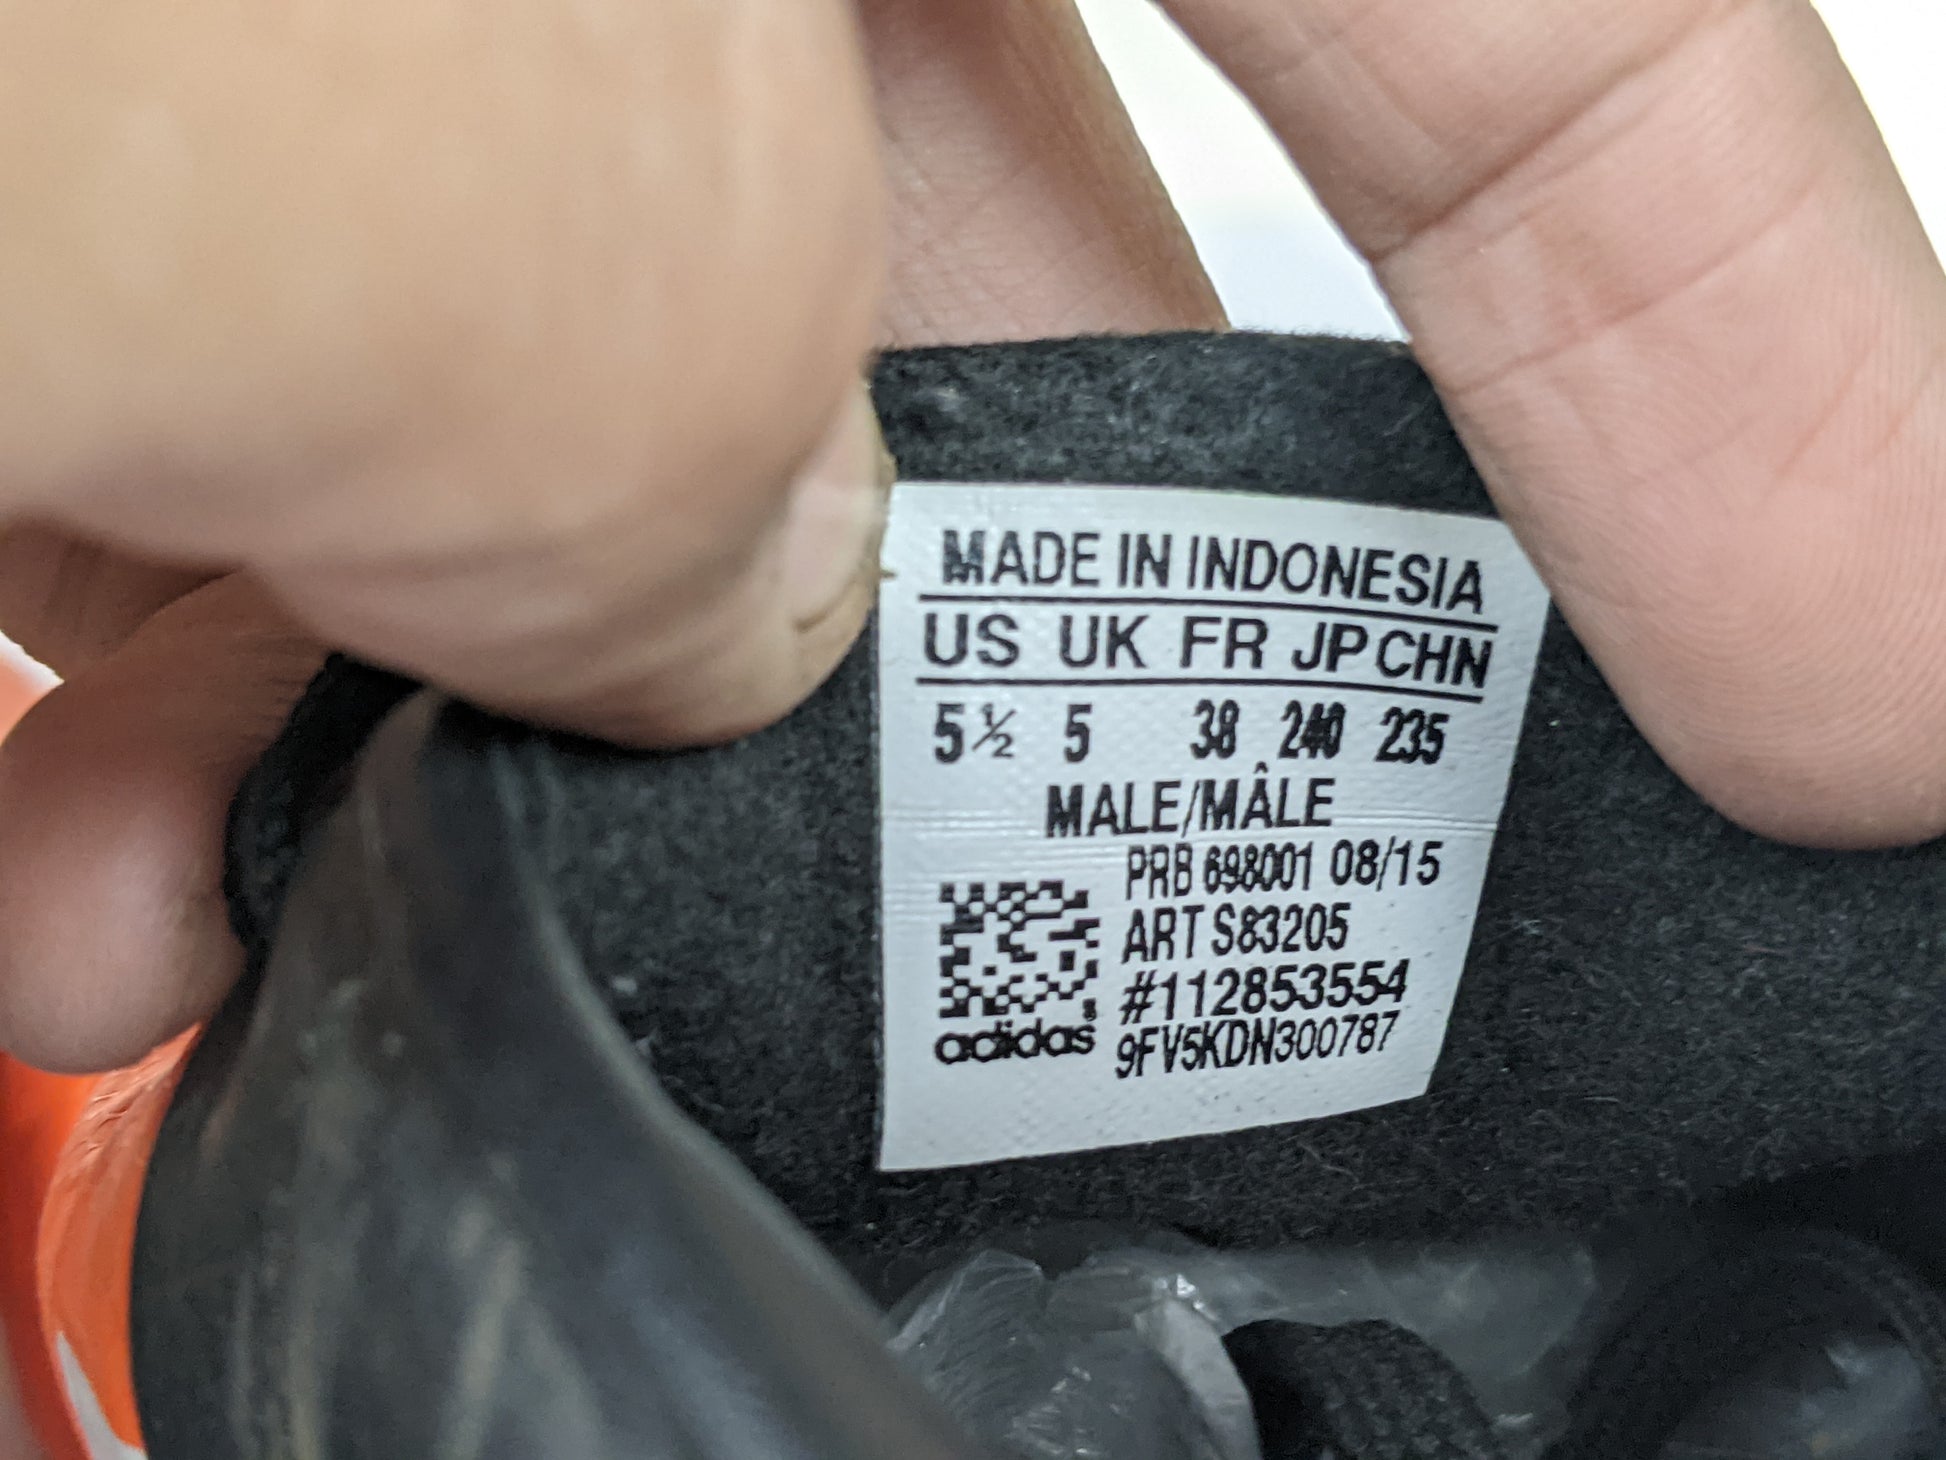 MADE IN INDONESIA
US UK FR JP CHN
5½ 5 38 240 235
MALE/MÂLE
PRB 698001 08/15
ART S83205
#112853554
adidas 9FV5KDN300787